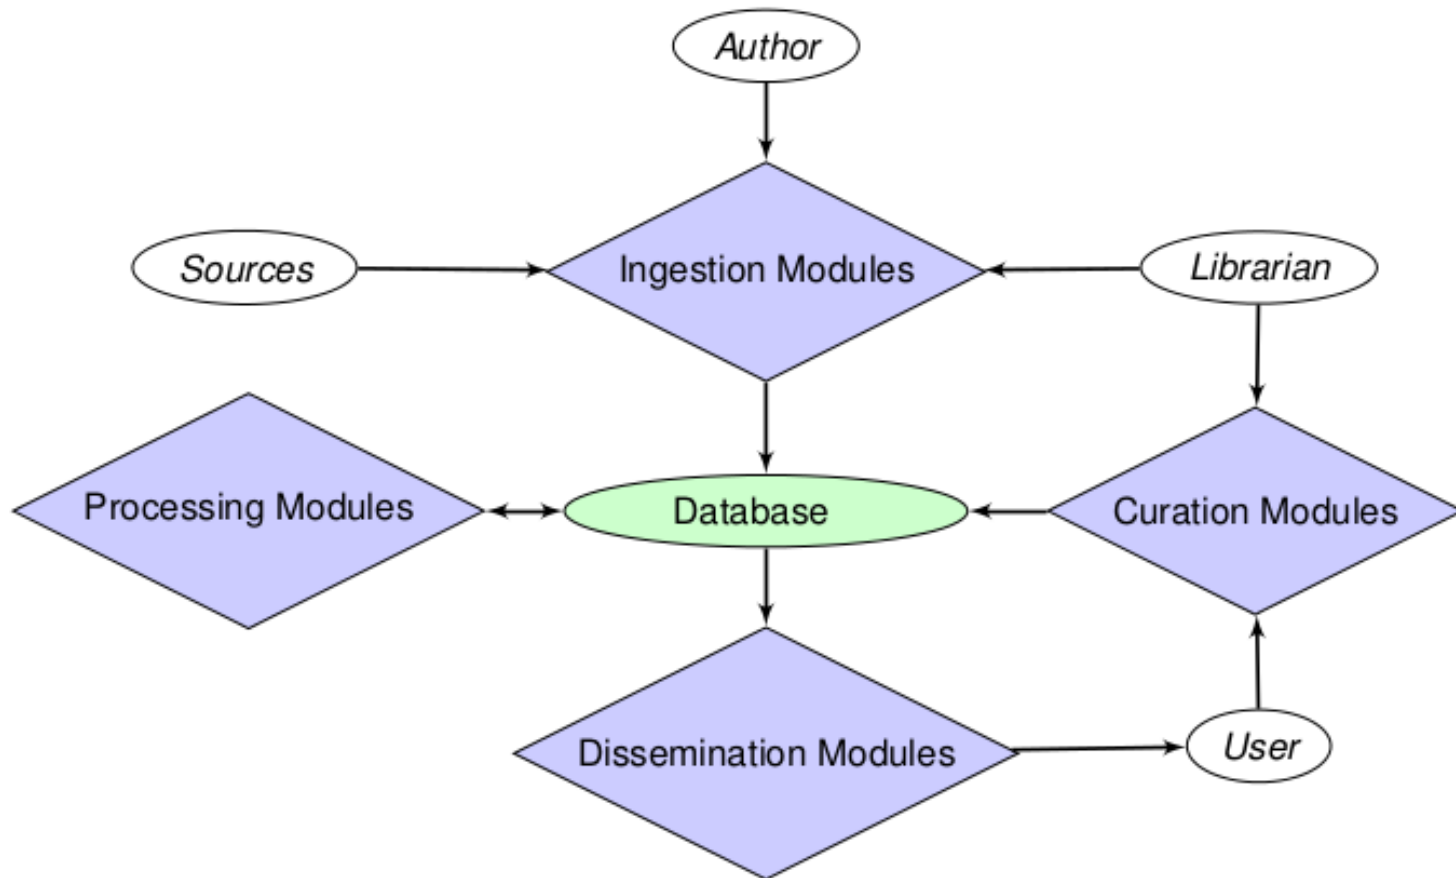 Author
Sources
Ingestion Modules
Librarian
Processing Modules
Database
Curation Modules
Dissemination Modules
User